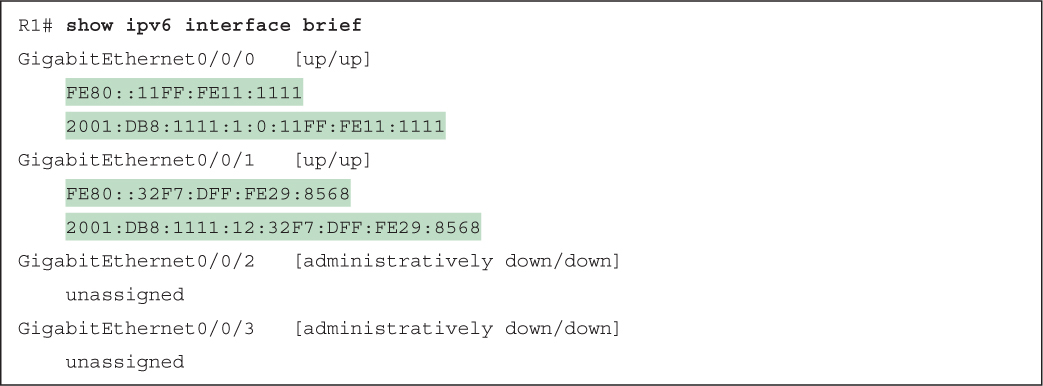 R1# show ipv6 interface brief
GigabitEthernet0/0/0   [up/up]
    FE80::11FF:FE11:1111
    2001:DB8:1111:1:0:11FF:FE11:1111
GigabitEthernet0/0/1   [up/up]
    FE80::32F7:DFF:FE29:8568
    2001:DB8:1111:12:32F7:DFF:FE29:8568
GigabitEthernet0/0/2   [administratively down/down]
    unassigned
GigabitEthernet0/0/3   [administratively down/down]
    unassigned